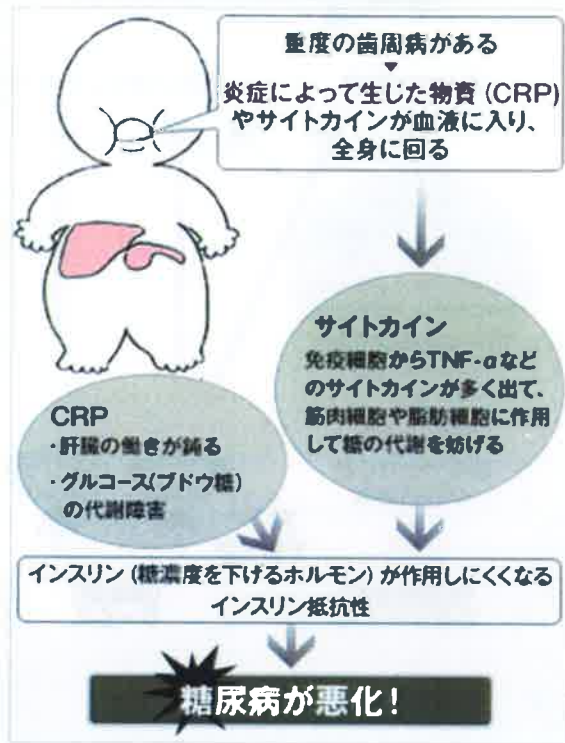 重度の歯周病がある
炎症によって生じた物資 (CRP)
やサイトカインが血液に入り、
全身に回る
サイトカイン
免疫細胞からTNF-αなど
のサイトカインが多く出て、
筋肉細胞や脂肪細胞に作用
して糖の代謝を妨げる
CRP
・肝臓の働きが鈍る
・グルコース(ブドウ糖)
の代謝障害
インスリン (糖濃度を下げるホルモン) が作用しにくくなる
インスリン抵抗性
糖尿病が悪化!